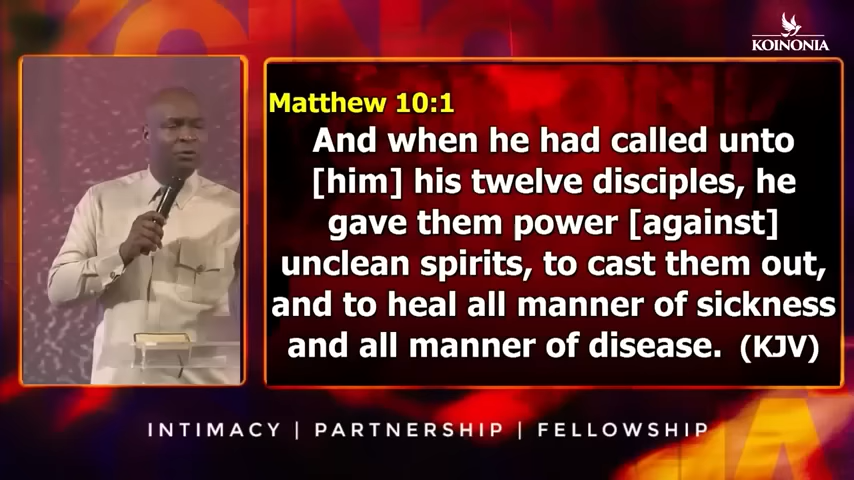 KOINONIA
Matthew 10:1
And when he had called unto
[him] his twelve disciples, he
gave them power [against]
unclean spirits, to cast them out,
and to heal all manner of sickness
and all manner of disease. (KJV)
INTIMACY | PARTNERSHIP | FELLOWSHIP